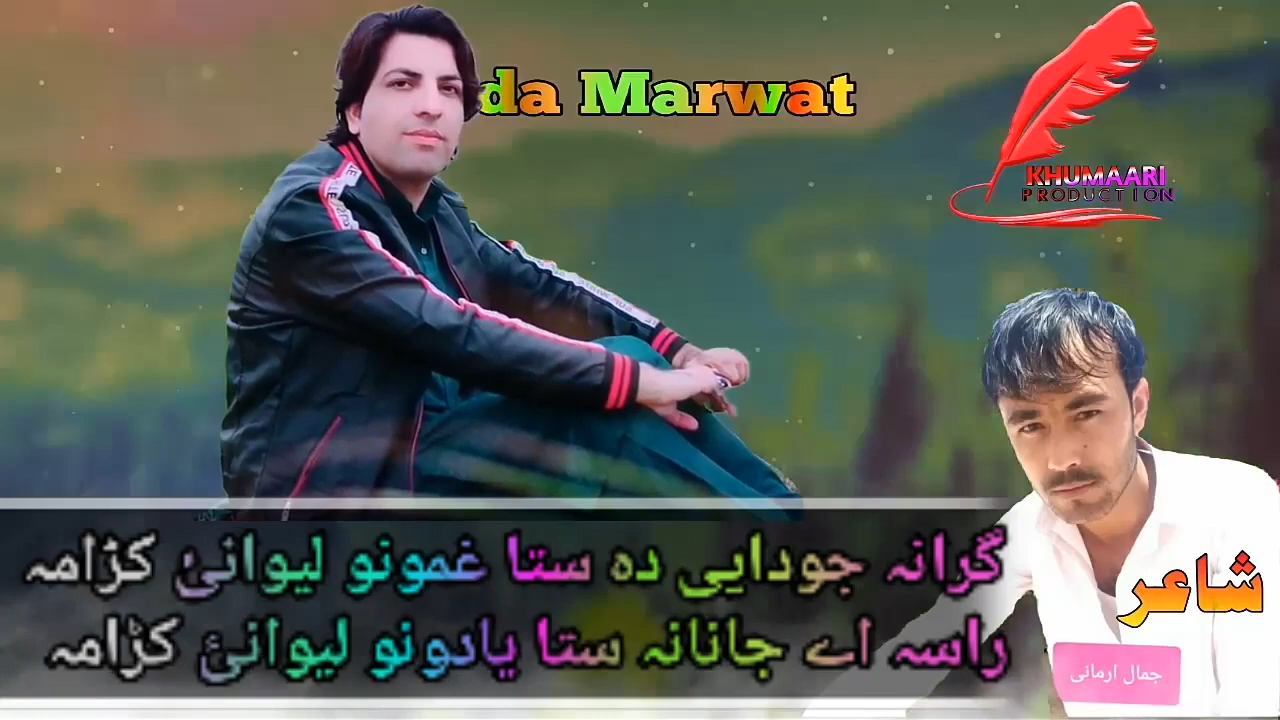 da Marwat
KHUMAARI
PRODUCTION
گرانہ جودایی دہ ستا غمونو لیوانئ کڑامہ
راسہ اے جانانہ ستا یادونو لیوانئ کڑامہ
شاعر
جمال ارمانی